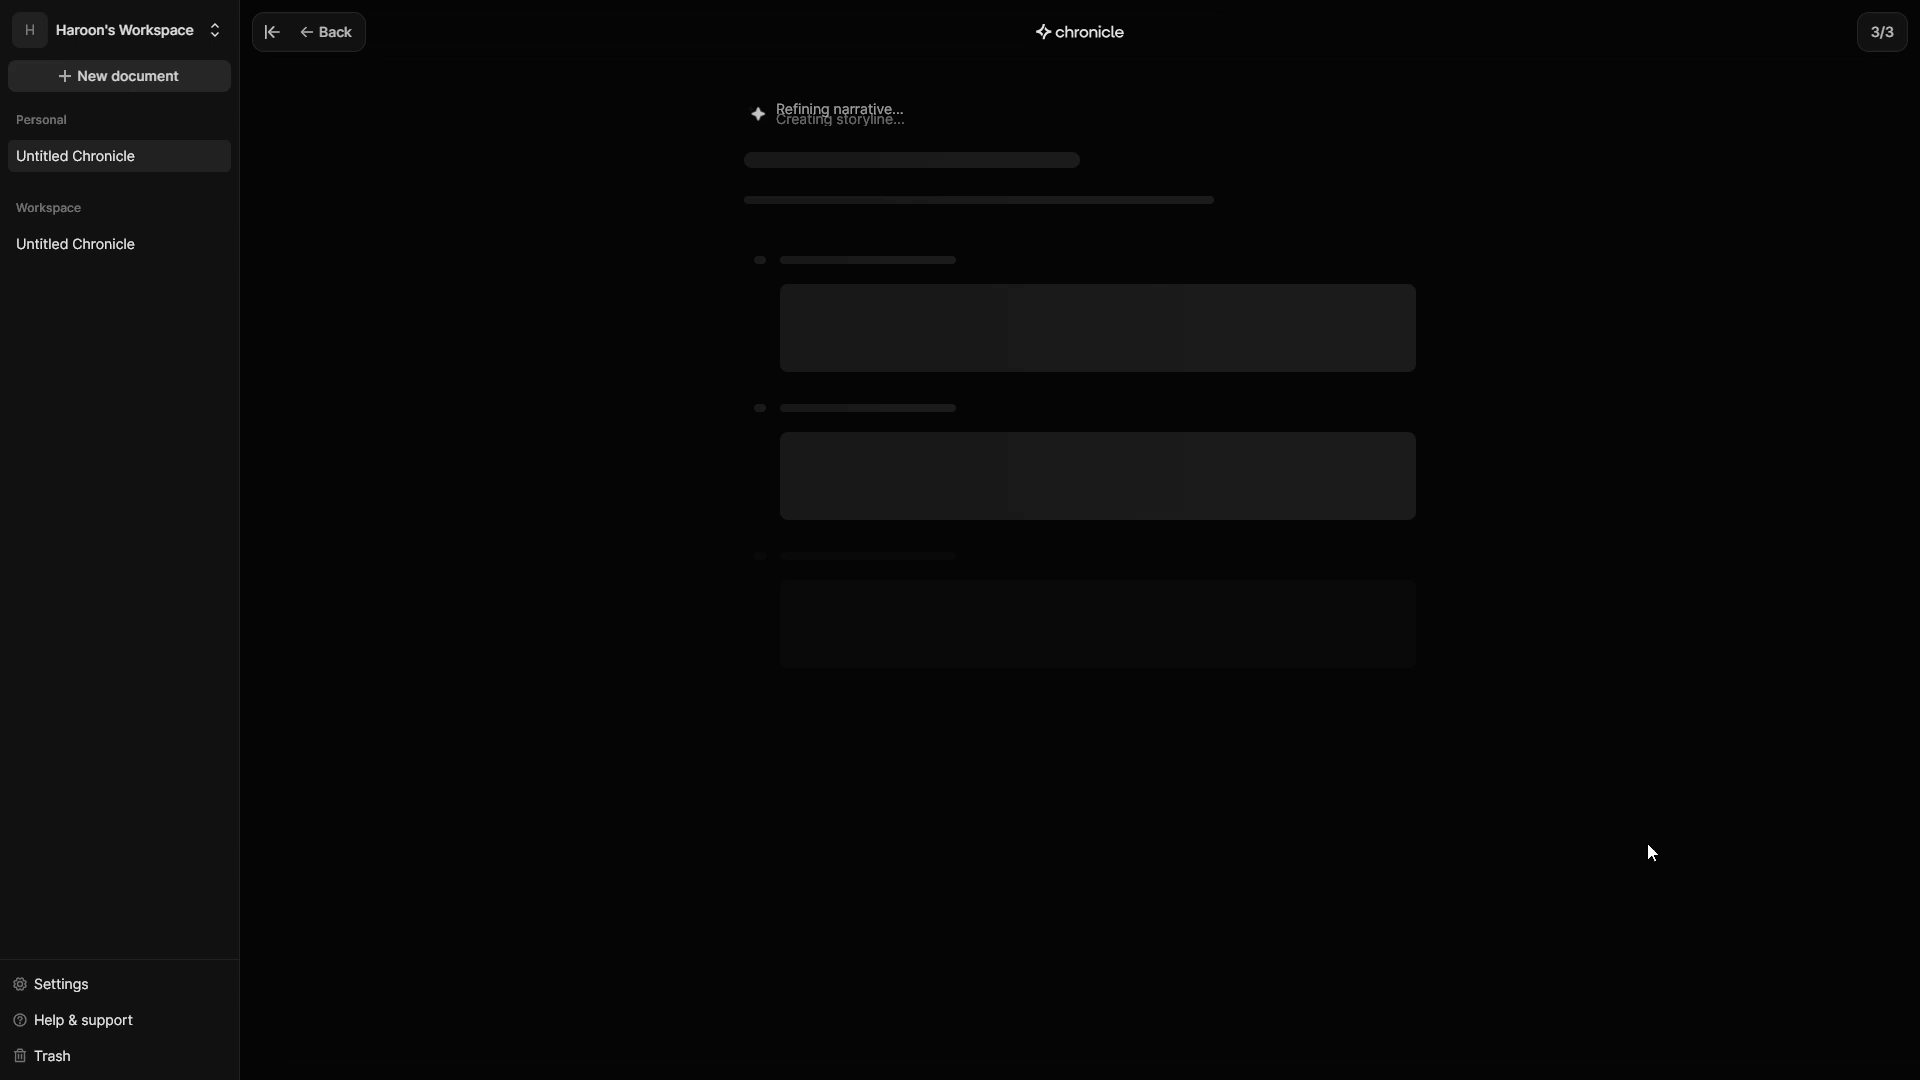 H
Haroon's Workspace
New document
Personal
Untitled Chronicle
Workspace
Untitled Chronicle
Settings
Help & support
Trash
Back
chronicle
3/3
Refining narrative...
Creating storyline...